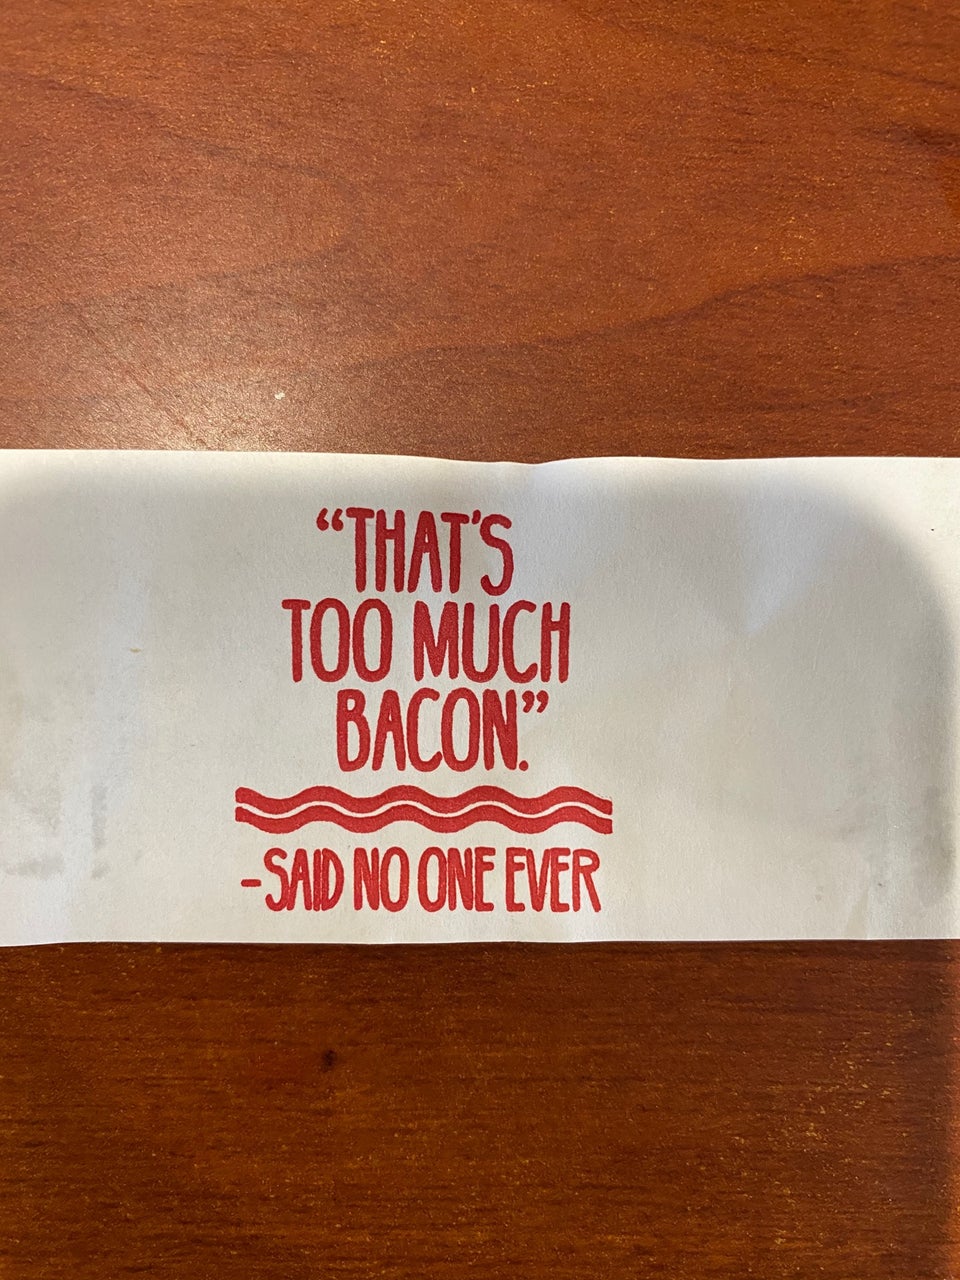 “THAT’S
TOO MUCH
BACON.”
-SAID NO ONE EVER